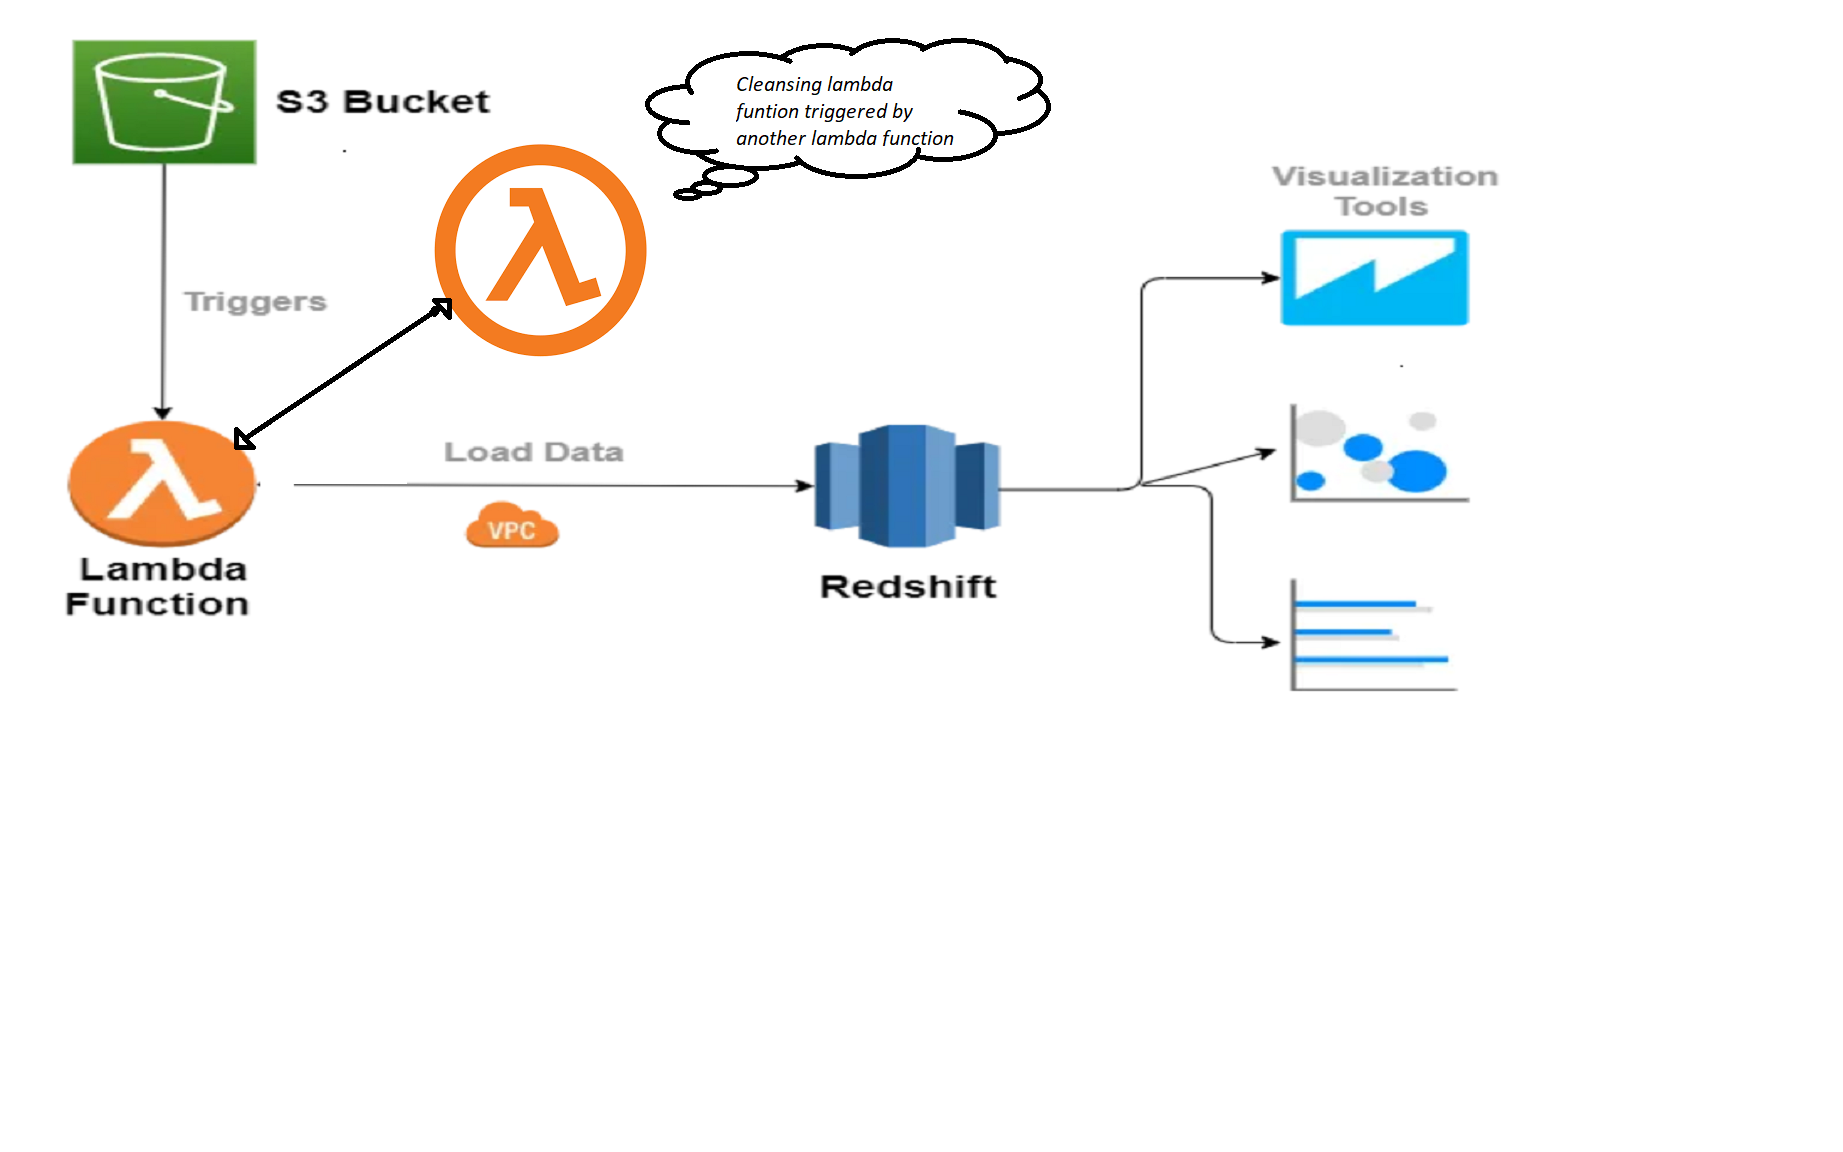 S3 Bucket
Cleansing lambda
funtion triggered by
another lambda function
Visualization
Tools
Triggers
Load Data
VPC
Lambda
Function
Redshift